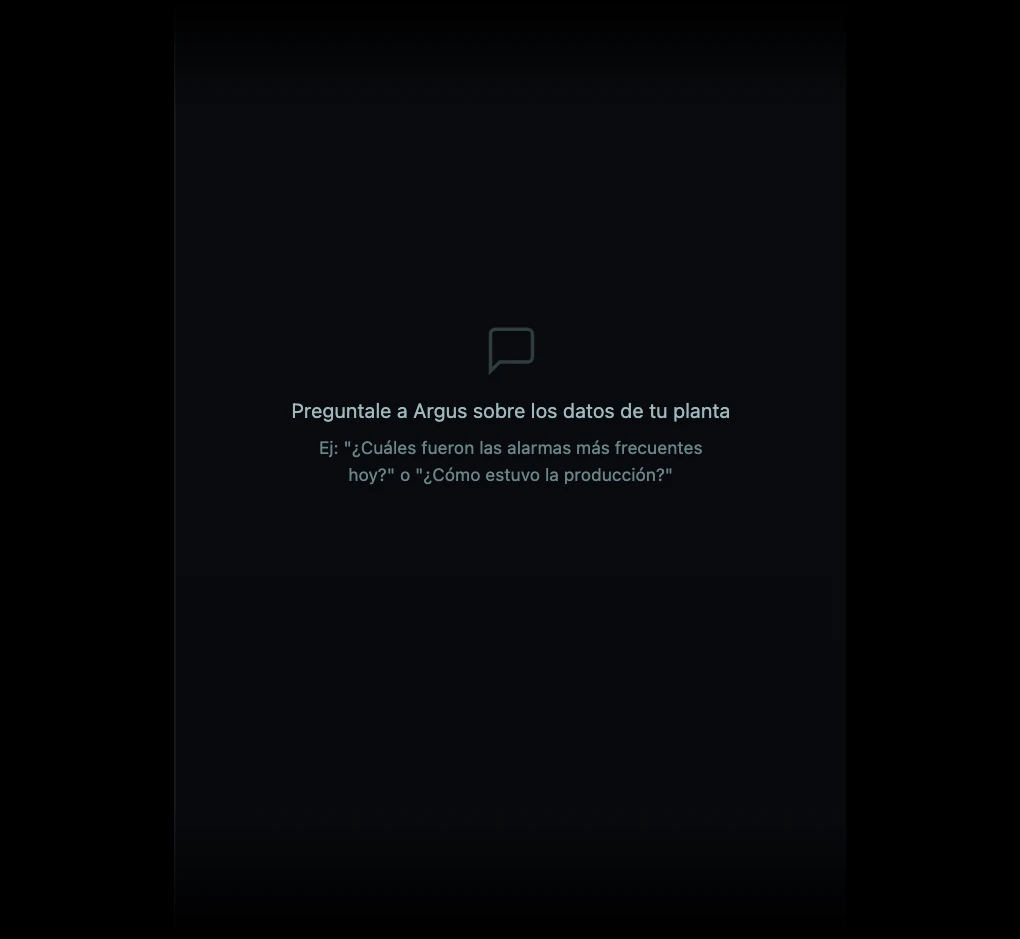 Preguntale a Argus sobre los datos de tu planta
Ej: "¿Cuáles fueron las alarmas más frecuentes
hoy?" o "¿Cómo estuvo la producción?"